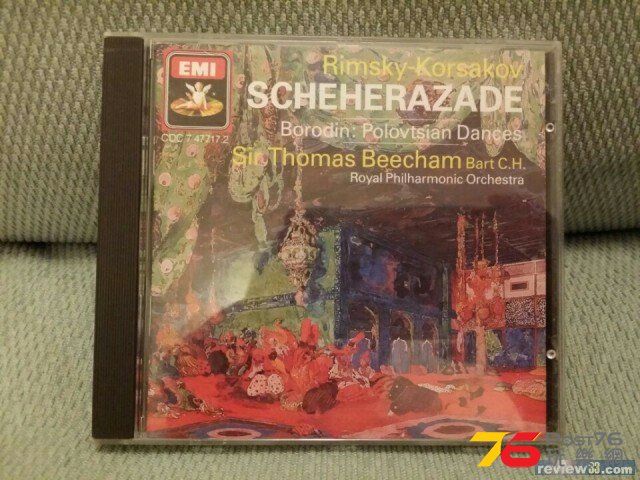 EMI
CDC 7 47717 2
Rimsky-Korsakov
SCHEHERAZADE
Borodin: Polovtsian Dances
Sir Thomas Beecham Bart C.H.
Royal Philharmonic Orchestra
76
Post76
review33.com